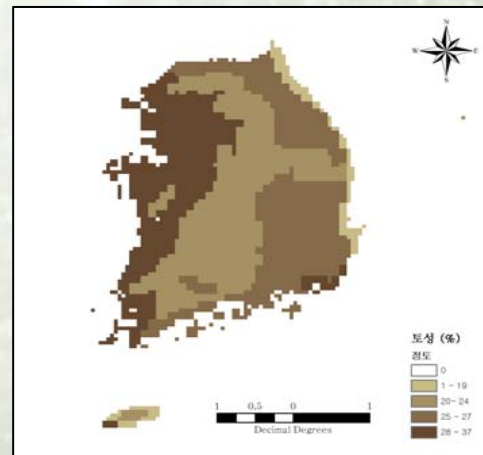 N
W E
S
토성 (%)
점도
0
1 - 19
20 - 24
25 - 27
28 - 37
1 0.5 0 1
Decimal Degrees